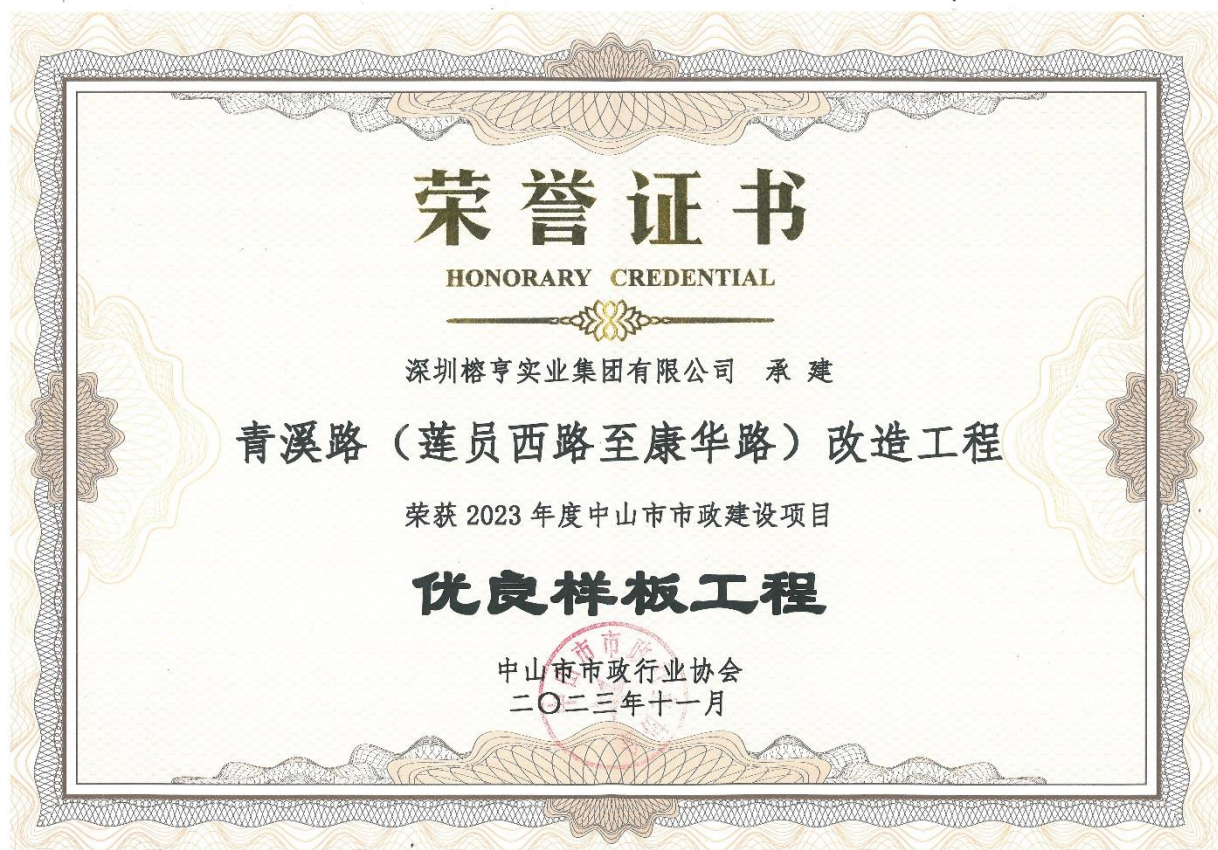 荣誉证书
HONORARY CREDENTIAL
深圳榕亨实业集团有限公司 承建
青溪路（莲员西路至康华路）改造工程
荣获 2023 年度中山市市政建设项目
优良样板工程
中山市市政行业协会
二〇二三年十一月